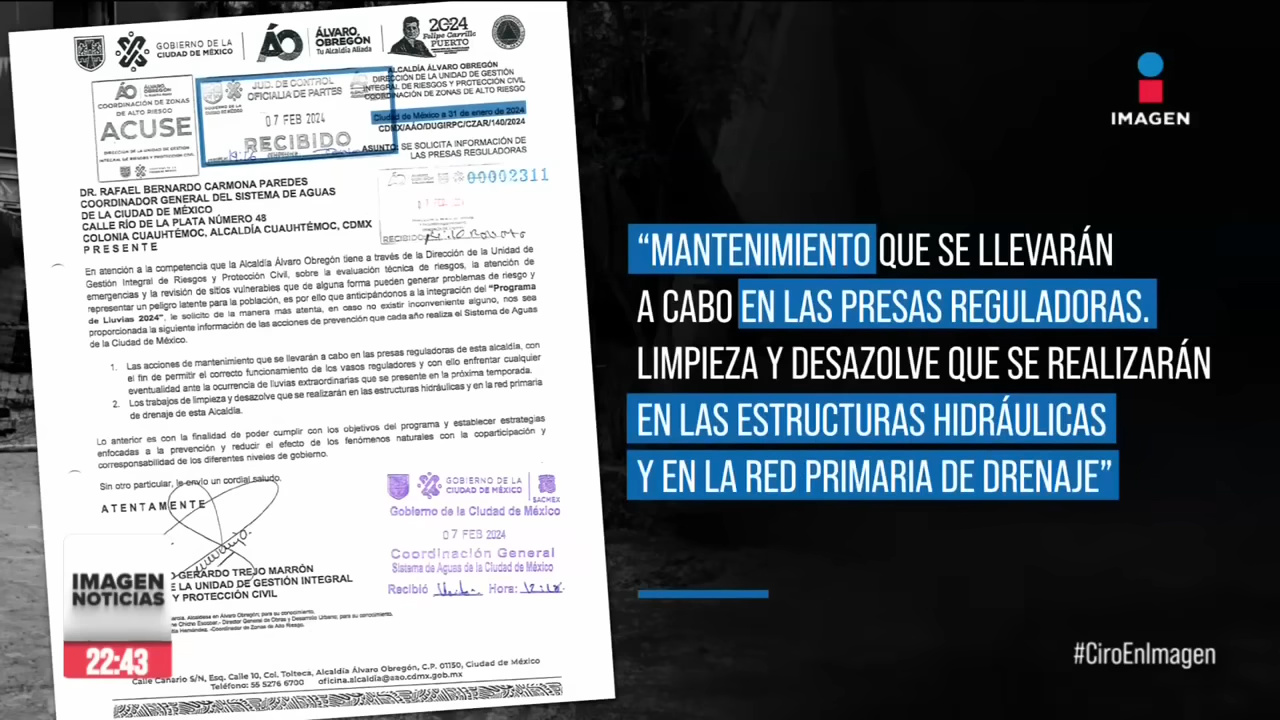 GOBIERNO DE LA
CIUDAD DE MÉXICO
ÁO
ÁLVARO
OBREGÓN
Tu Alcaldía Aliada
2024
Felipe Carrillo
PUERTO
ÁO ÁLVARO
OBREGÓN
COORDINACIÓN DE ZONAS
DE ALTO RIESGO
ACUSE
DIRECCIÓN DE LA UNIDAD DE GESTIÓN
INTEGRAL DE RIESGOS Y PROTECCIÓN CIVIL
JUD. DE CONTROL
OFICIALIA DE PARTES
07 FEB 2024
RECIBIDO
ALCALDÍA ÁLVARO OBREGÓN
DIRECCIÓN DE LA UNIDAD DE GESTIÓN
INTEGRAL DE RIESGOS Y PROTECCIÓN CIVIL
COORDINACIÓN DE ZONAS DE ALTO RIESGO
Ciudad de México a 31 de enero de 2024
CDMX/AÁO/DUGIRPC/CZAR/140/2024
ASUNTO: SE SOLICITA INFORMACIÓN DE
LAS PRESAS REGULADORAS
00002311
RECIBIDO
DR. RAFAEL BERNARDO CARMONA PAREDES
COORDINADOR GENERAL DEL SISTEMA DE AGUAS
DE LA CIUDAD DE MÉXICO
CALLE RÍO DE LA PLATA NÚMERO 48
COLONIA CUAUHTÉMOC, ALCALDÍA CUAUHTÉMOC, CDMX
P R E S E N T E
En atención a la competencia que la Alcaldía Álvaro Obregón tiene a través de la Dirección de la Unidad de
Gestión Integral de Riesgos y Protección Civil, sobre la evaluación técnica de riesgos, la atención de
emergencias y la revisión de sitios vulnerables que de alguna forma pueden generar problemas de riesgo y
representar un peligro latente para la población, es por ello que anticipándonos a la integración del "Programa
de Lluvias 2024", le solicito de la manera más atenta, en caso no existir inconveniente alguno, nos sea
proporcionada la siguiente información de las acciones de prevención que cada año realiza el Sistema de Aguas
de la Ciudad de México.
1. Las acciones de mantenimiento que se llevarán a cabo en las presas reguladoras de esta alcaldía, con
el fin de permitir el correcto funcionamiento de los vasos reguladores y con ello enfrentar cualquier
eventualidad ante la ocurrencia de lluvias extraordinarias que se presente en la próxima temporada.
2. Los trabajos de limpieza y desazolve que se realizarán en las estructuras hidráulicas y en la red primaria
de drenaje de esta Alcaldía.
Lo anterior es con la finalidad de poder cumplir con los objetivos del programa y establecer estrategias
enfocadas a la prevención y reducir el efecto de los fenómenos naturales con la coparticipación y
corresponsabilidad de los diferentes niveles de gobierno.
Sin otro particular, le envío un cordial saludo.
A T E N T A M E N T E
O GERARDO TREJO MARRÓN
E LA UNIDAD DE GESTIÓN INTEGRAL
Y PROTECCIÓN CIVIL
GOBIERNO DE LA
CIUDAD DE MÉXICO
SACMEX
Gobierno de la Ciudad de México
07 FEB 2024
Coordinación General
Sistema de Aguas de la Ciudad de México
Recibió Hora:
Calle Canario S/N, Esq. Calle 10, Col. Tolteca, Alcaldía Álvaro Obregón, C.P. 01150, Ciudad de México
Teléfono: 55 5276 6700 oficina.alcaldia@aao.cdmx.gob.mx
IMAGEN
NOTICIAS
22:43
IMAGEN
“MANTENIMIENTO QUE SE LLEVARÁN
A CABO EN LAS PRESAS REGULADORAS.
LIMPIEZA Y DESAZOLVE QUE SE REALIZARÁN
EN LAS ESTRUCTURAS HIDRÁULICAS
Y EN LA RED PRIMARIA DE DRENAJE”
#CiroEnImagen